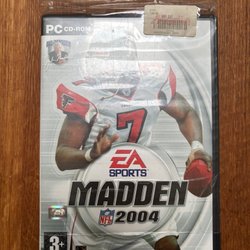 PC CD-ROM
7
EA
SPORTS
MADDEN
NFL
2004
3+